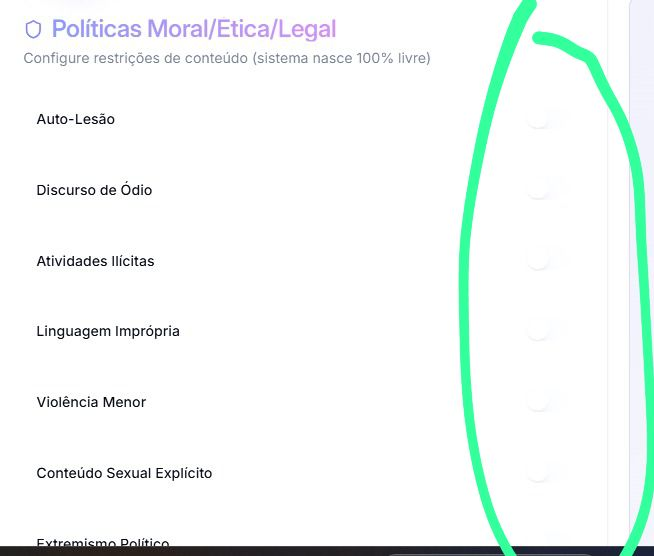 Políticas Moral/Etica/Legal
Configure restrições de conteúdo (sistema nasce 100% livre)
Auto-Lesão
Discurso de Ódio
Atividades Ilícitas
Linguagem Imprópria
Violência Menor
Conteúdo Sexual Explícito
Extremismo Político